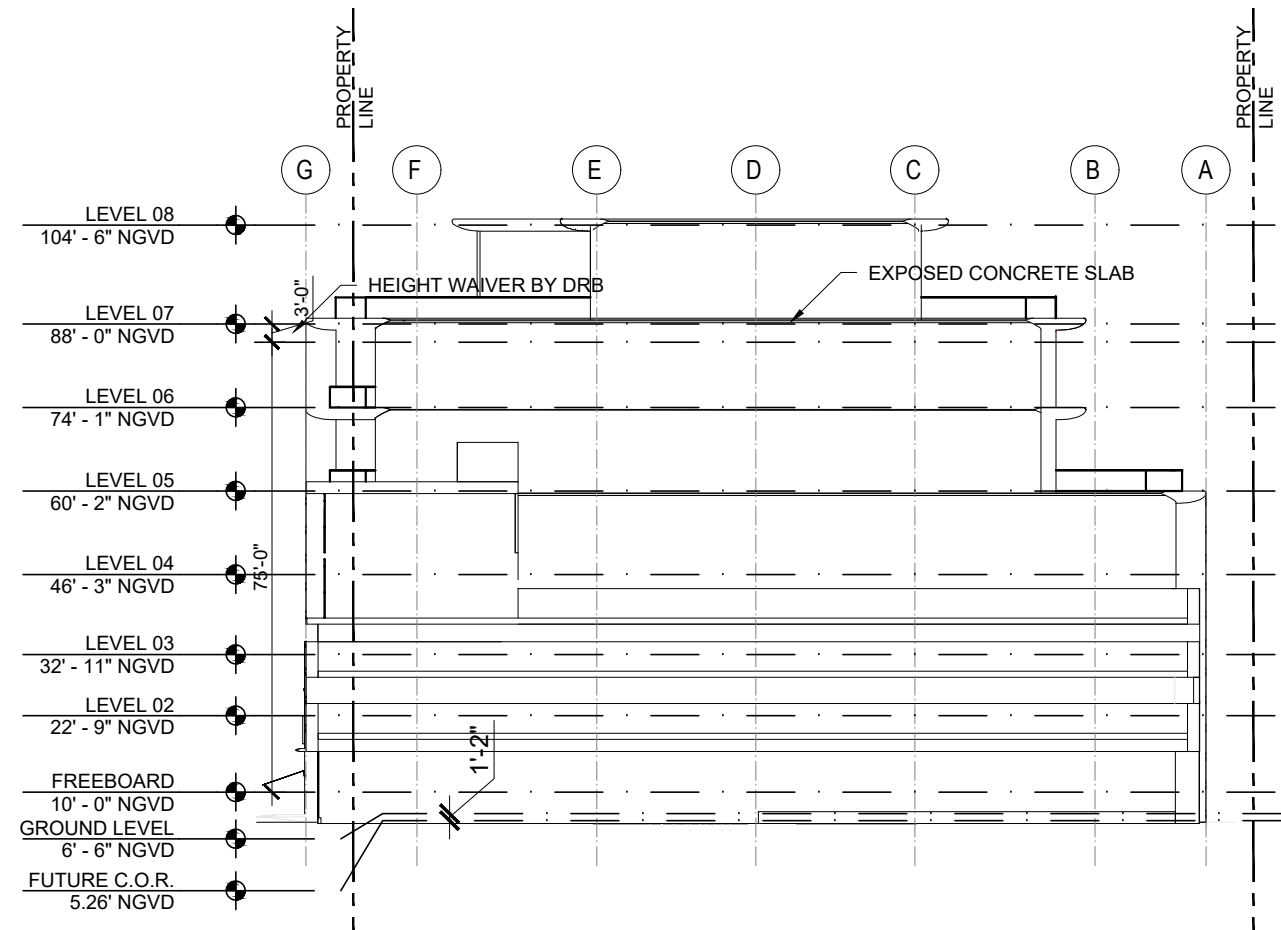 PROPERTY
LINE
PROPERTY
LINE
G
F
E
D
C
B
A
LEVEL 08
104' - 6" NGVD
HEIGHT WAIVER BY DRB
EXPOSED CONCRETE SLAB
3'-0"
LEVEL 07
88' - 0" NGVD
LEVEL 06
74' - 1" NGVD
LEVEL 05
60' - 2" NGVD
75'-0"
LEVEL 04
46' - 3" NGVD
LEVEL 03
32' - 11" NGVD
LEVEL 02
22' - 9" NGVD
1'-2"
FREEBOARD
10' - 0" NGVD
GROUND LEVEL
6' - 6" NGVD
FUTURE C.O.R.
5.26' NGVD